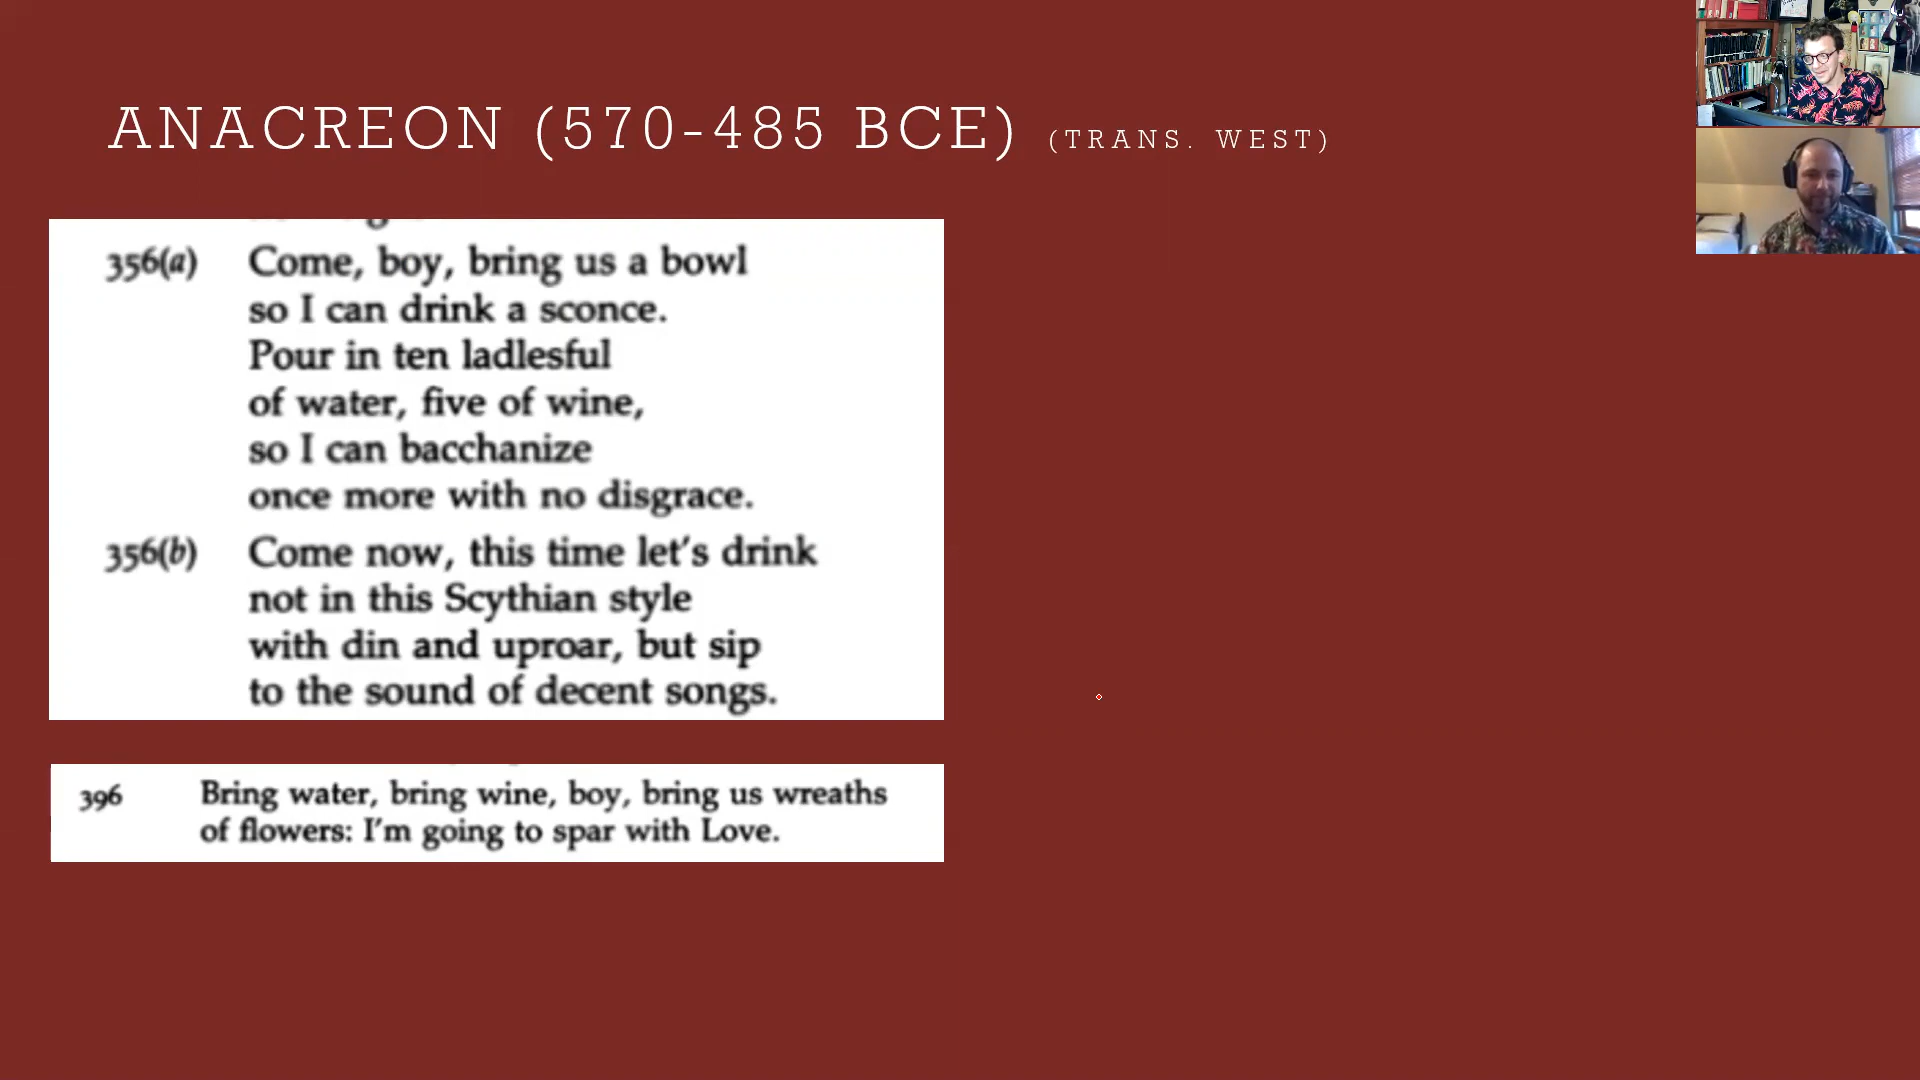 ANACREON (570-485 BCE) (TRANS. WEST)
356(a) Come, boy, bring us a bowl
so I can drink a sconce.
Pour in ten ladlesful
of water, five of wine,
so I can bacchanize
once more with no disgrace.
356(b) Come now, this time let's drink
not in this Scythian style
with din and uproar, but sip
to the sound of decent songs.
396 Bring water, bring wine, boy, bring us wreaths
of flowers: I'm going to spar with Love.